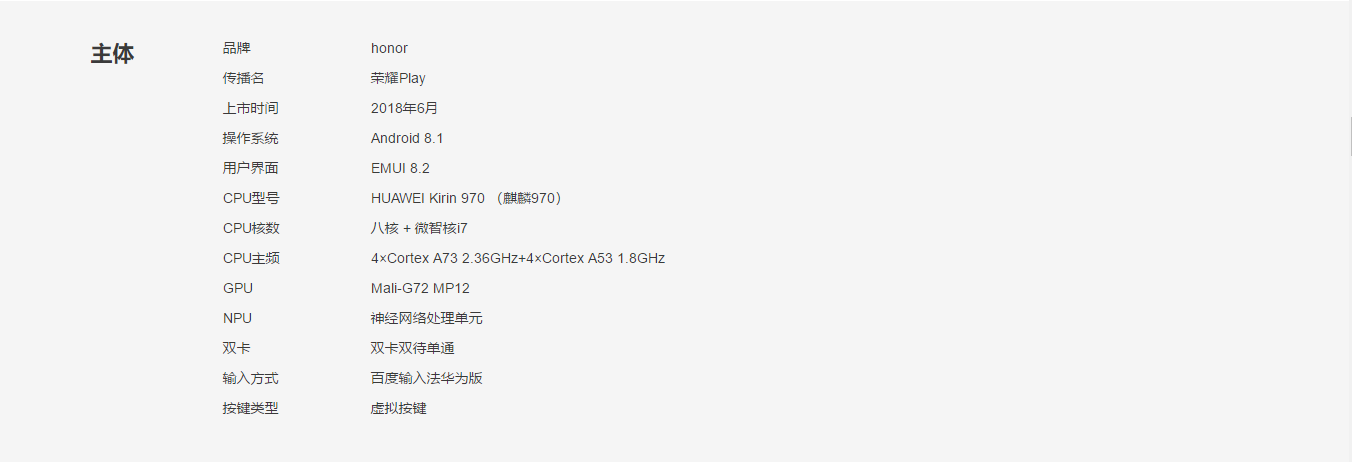 主体
品牌 honor
传播名 荣耀Play
上市时间 2018年6月
操作系统 Android 8.1
用户界面 EMUI 8.2
CPU型号 HUAWEI Kirin 970 （麒麟970）
CPU核数 八核 + 微智核i7
CPU主频 4×Cortex A73 2.36GHz+4×Cortex A53 1.8GHz
GPU Mali-G72 MP12
NPU 神经网络处理单元
双卡 双卡双待单通
输入方式 百度输入法华为版
按键类型 虚拟按键